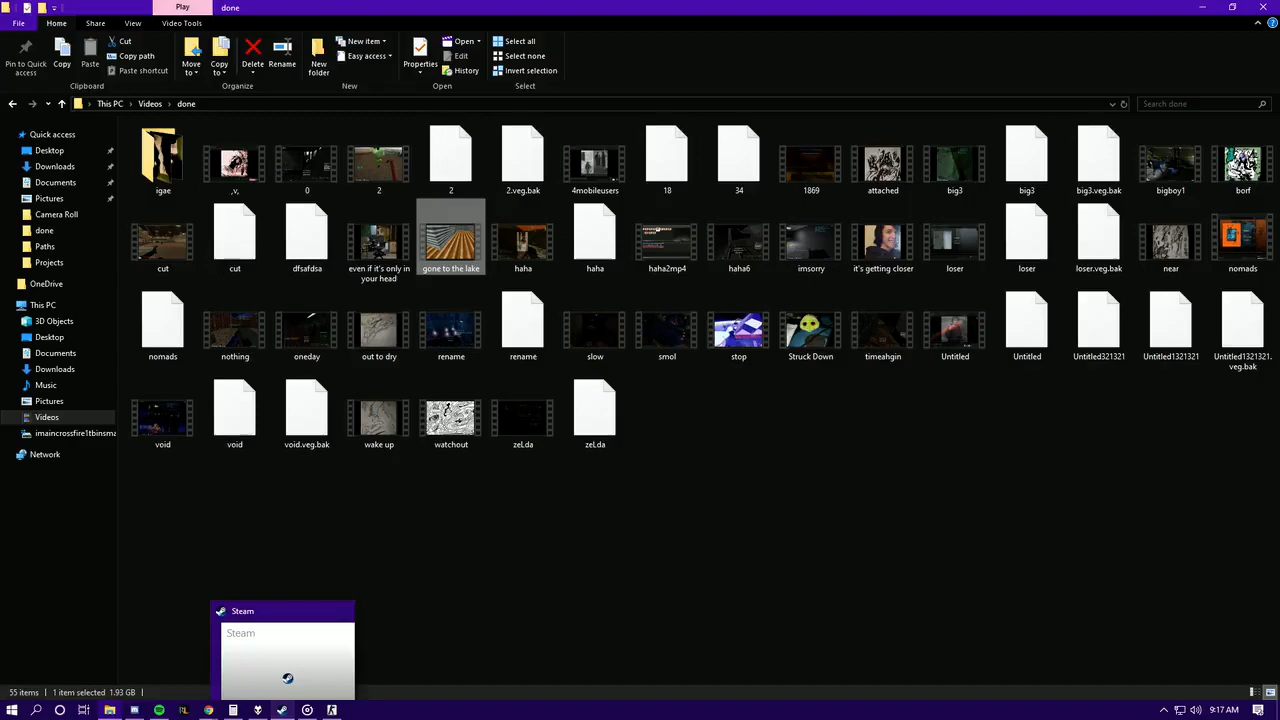 Play
done
File
Home
Share
View
Video Tools
Pin to Quick access
Copy
Paste
Cut
Copy path
Paste shortcut
Clipboard
Move to
Copy to
Delete
Rename
Organize
New folder
New item
Easy access
New
Properties
Open
Edit
History
Open
Select all
Select none
Invert selection
Select
This PC > Videos > done
Search done
Quick access
Desktop
Downloads
Documents
Pictures
Camera Roll
done
Paths
Projects
OneDrive
This PC
3D Objects
Desktop
Documents
Downloads
Music
Pictures
Videos
imaincrossfire1tbinsma
Network
igae
,v,
0
2
2
2.veg.bak
4mobileusers
18
34
1869
attached
big3
big3
big3.veg.bak
bigboy1
borf
cut
cut
dfsafdsa
even if it's only in
your head
gone to the lake
haha
haha
haha2mp4
haha6
imsorry
it's getting closer
loser
loser
loser.veg.bak
near
nomads
nomads
nothing
oneday
out to dry
rename
rename
slow
smol
stop
Struck Down
timeahgin
Untitled
Untitled
Untitled321321
Untitled1321321
Untitled1321321.
veg.bak
void
void
void.veg.bak
wake up
watchout
zeLda
zeLda
Steam
Steam
55 items
1 item selected 1.93 GB
9:17 AM